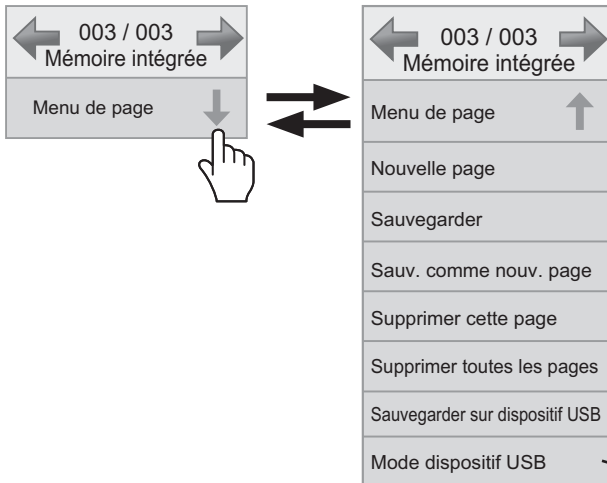 003 / 003
Mémoire intégrée
Menu de page
003 / 003
Mémoire intégrée
Menu de page
Nouvelle page
Sauvegarder
Sauv. comme nouv. page
Supprimer cette page
Supprimer toutes les pages
Sauvegarder sur dispositif USB
Mode dispositif USB